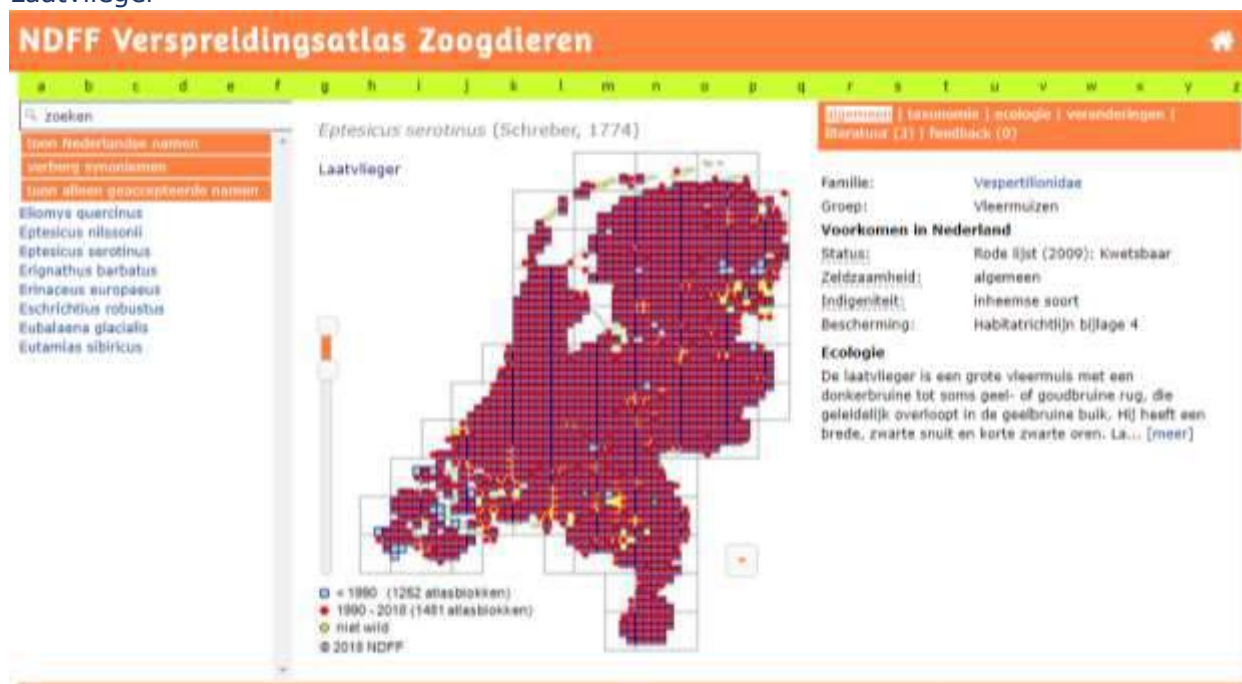 Laatvlieger
NDFF Verspreidingsatlas Zoogdieren
a b c d e f g h i j k l m n o p q r s t u v w x y z
zoeken
toon Nederlandse namen
verberg synoniemen
toon alleen geaccepteerde namen
Eliomys quercinus
Eptesicus nilssonii
Eptesicus serotinus
Erignathus barbatus
Erinaceus europaeus
Eschrichtius robustus
Eubalaena glacialis
Eutamias sibiricus
Eptesicus serotinus (Schreber, 1774)
Laatvlieger
< 1990 (1262 atlasblokken)
1990 - 2018 (1481 atlasblokken)
niet wild
© 2018 NDFF
algemeen | taxonomie | ecologie | veranderingen |
literatuur (3) | feedback (0)
Familie: Vespertilionidae
Groep: Vleermuizen
Voorkomen in Nederland
Status: Rode lijst (2009): Kwetsbaar
Zeldzaamheid: algemeen
Indigeniteit: inheemse soort
Bescherming: Habitatrichtlijn bijlage 4
Ecologie
De laatvlieger is een grote vleermuis met een
donkerbruine tot soms geel- of goudbruine rug, die
geleidelijk overloopt in de geelbruine buik. Hij heeft een
brede, zwarte snuit en korte zwarte oren. La... [meer]